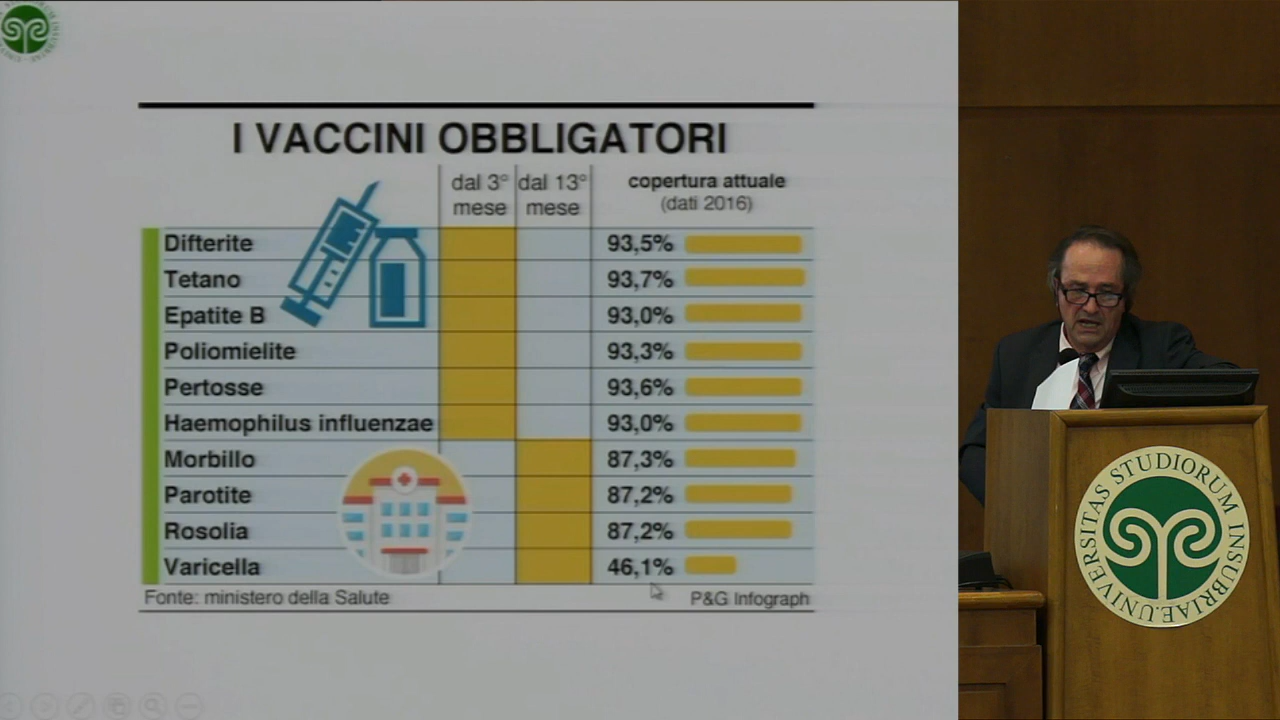 I VACCINI OBBLIGATORI
dal 3° mese
dal 13° mese
copertura attuale
(dati 2016)
Difterite 93,5%
Tetano 93,7%
Epatite B 93,0%
Poliomielite 93,3%
Pertosse 93,6%
Haemophilus influenzae 93,0%
Morbillo 87,3%
Parotite 87,2%
Rosolia 87,2%
Varicella 46,1%
Fonte: ministero della Salute P&G Infograph
UNIVERSITAS STUDIORUM INSUBRIAE